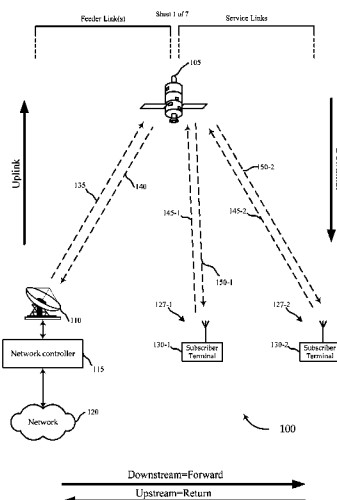 Feeder Link(s)
Sheet 1 of 7
Service Links
105
Uplink
135
140
150-2
145-1
145-2
150-1
110
127-1
127-2
Network controller
115
130-1
Subscriber
Terminal
130-2
Subscriber
Terminal
Network
120
100
Downstream=Forward
Upstream=Return